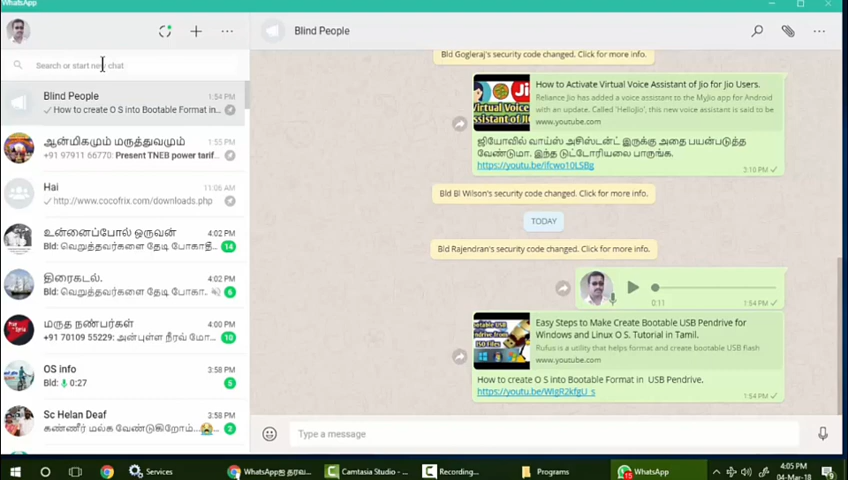 WhatsApp
Search or start new chat
Blind People
1:54 PM
How to create O S into Bootable Format in...
ஆன்மிகமும் மருத்துவமும்
1:55 PM
+91 97911 66770: Present TNEB power tarif...
Hai
11:06 AM
http://www.cocofrix.com/downloads.php
உன்னைப்போல் ஒருவன்
4:02 PM
Bld: வெறுத்தவர்களை தேடி போகாதீ...
14
திரைகடல்.
4:02 PM
Bld: வெறுத்தவர்களை தேடி போகா...
6
மருத நண்பர்கள்
4:00 PM
+91 70109 55229: அன்புள்ள நீரவ் மோ...
10
OS info
3:58 PM
Bld: 0:27
5
Sc Helan Deaf
3:58 PM
கண்ணீர் மல்க வேண்டுகிறோம்...
2
Blind People
Bld Gogleraj's security code changed. Click for more info.
How to Activate Virtual Voice Assistant of Jio for Jio Users.
Reliance Jio has added a voice assistant to the MyJio app for Android
with an update. Called 'HelloJio', this new voice assistant is said to be
www.youtube.com
ஜியோவில் வாய்ஸ் அசிஸ்டன்ட் இருக்கு அதை பயன்படுத்த
வேண்டுமா. இந்த டுட்டோரியலை பாருங்க.
https://youtu.be/ifcwo10LSBg
3:10 PM
Bld Bl Wilson's security code changed. Click for more info.
TODAY
Bld Rajendran's security code changed. Click for more info.
0:11
1:54 PM
Easy Steps to Make Create Bootable USB Pendrive for
Windows and Linux O S. Tutorial in Tamil.
Rufus is a utility that helps format and create bootable USB flash
www.youtube.com
How to create O S into Bootable Format in USB Pendrive.
https://youtu.be/WIgR2kfgU_s
1:54 PM
Type a message
Services
WhatsAppஐ தரவ...
Camtasia Studio - ...
Recording...
Programs
WhatsApp
15
4:05 PM
04-Mar-18